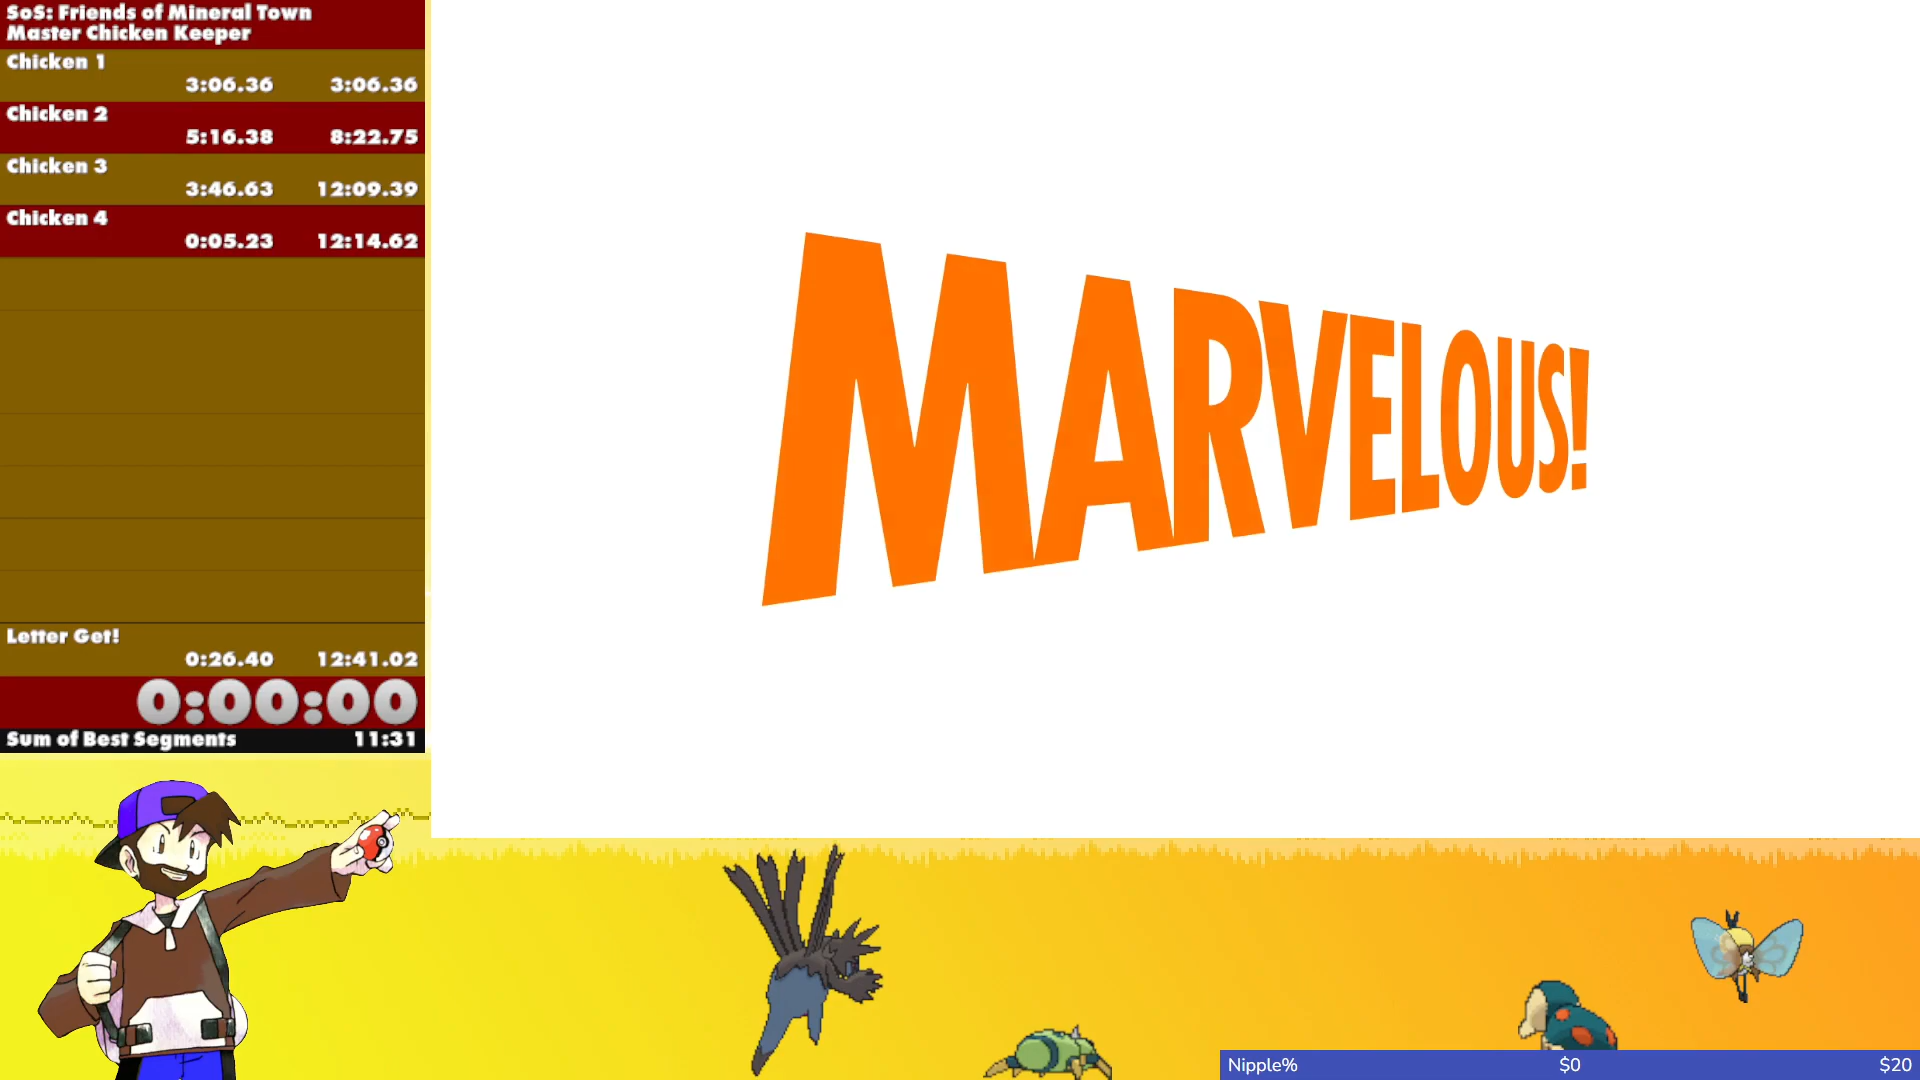 SoS: Friends of Mineral Town
Master Chicken Keeper
Chicken 1
3:06.36 3:06.36
Chicken 2
5:16.38 8:22.75
Chicken 3
3:46.63 12:09.39
Chicken 4
0:05.23 12:14.62
Letter Get!
0:26.40 12:41.02
0:00:00
Sum of Best Segments 11:31
MARVELOUS!
Nipple% $0 $20